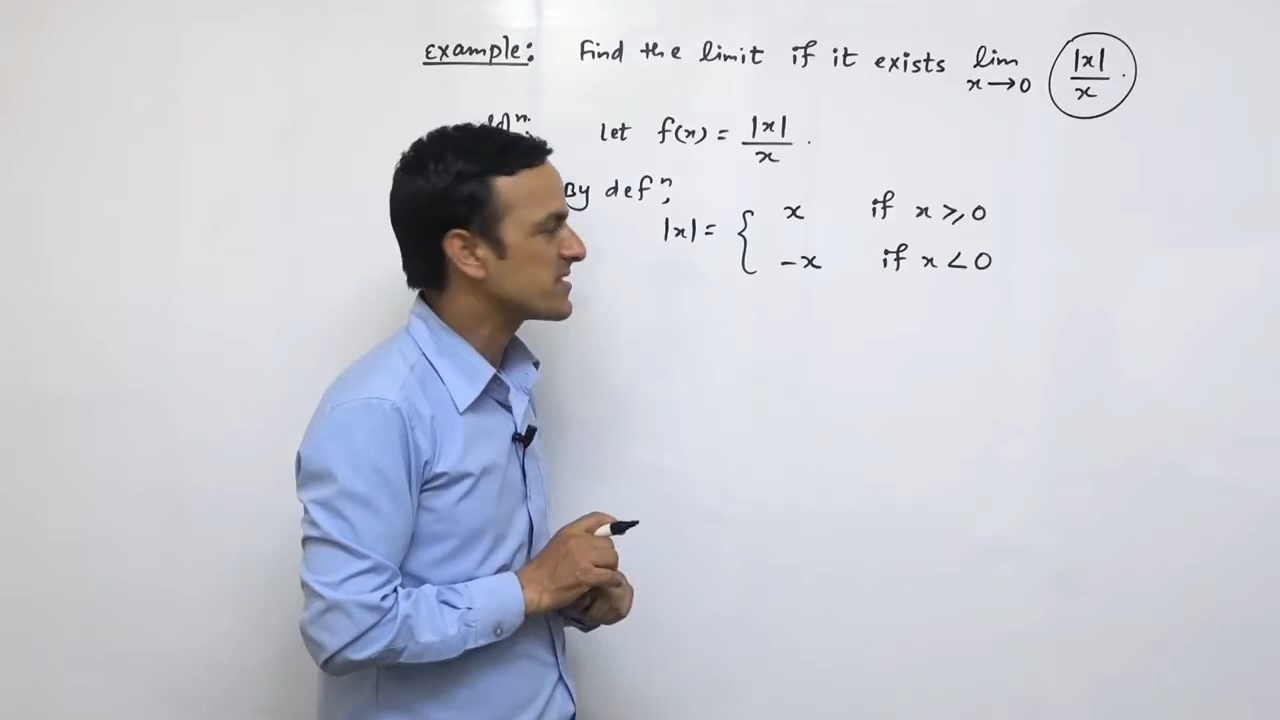 example: Find the limit if it exists lim x→0 |x|/x.
let f(x) = |x|/x.
By defn,
|x| = { x if x ≥ 0
-x if x < 0